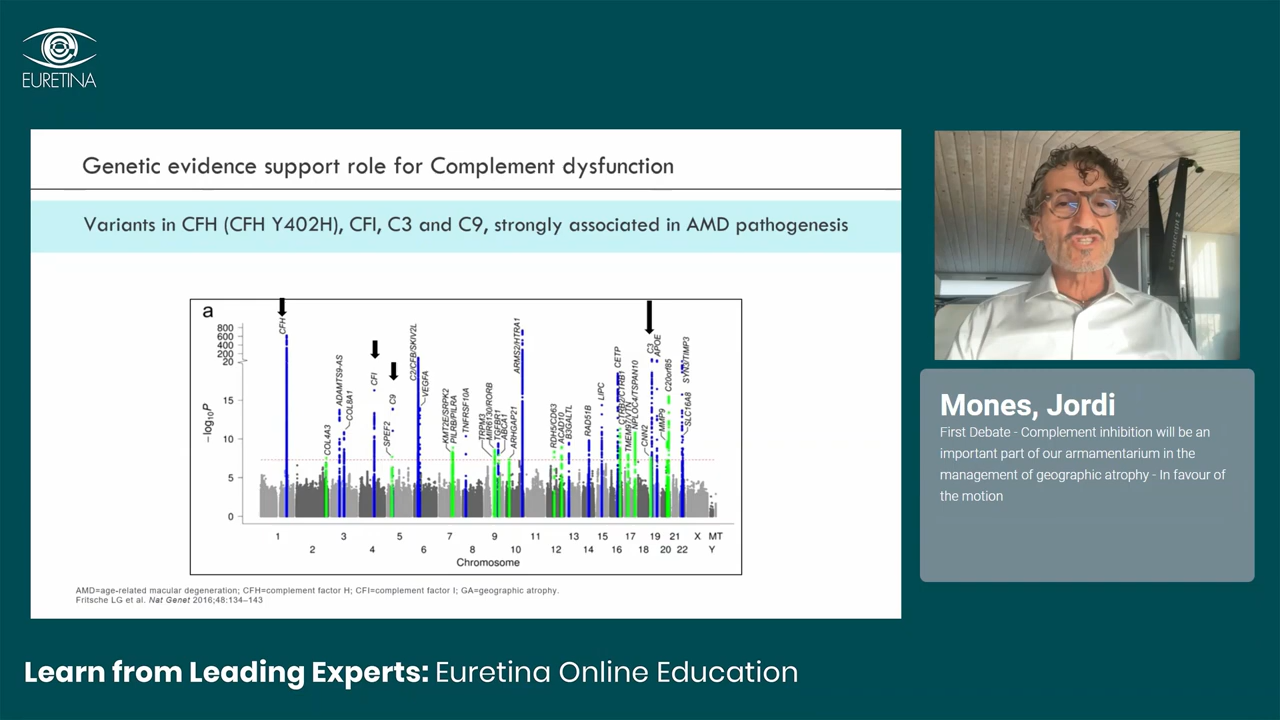 EURETINA
Genetic evidence support role for Complement dysfunction
Variants in CFH (CFH Y402H), CFI, C3 and C9, strongly associated in AMD pathogenesis
a
−log10P
800
600
400
200
20
15
10
5
0
CFH
COL4A3
ADAMTS9-AS
COL8A1
CFI
C9
SPEF2
C2/CFB/SKIV2L
VEGFA
KMT2E/SRPK2
PILRB/PILRA
TNFRSF10A
TRPM3
MIR6130/RORB
TGFBR1
ABCA1
ARHGAP21
ARMS2/HTRA1
RDH5/CD63
ACAD10
B3GALTL
RAD51B
LIPC
CETP
CTRB2/CTRB1
TMEM97/VTN
NPLOC4/TSPAN10
CNN2
C3
APOE
MMP9
C20orf85
SYN3/TIMP3
SLC16A8
1 3 5 7 9 11 13 15 17 19 21 X MT
2 4 6 8 10 12 14 16 18 20 22 Y
Chromosome
AMD=age-related macular degeneration; CFH=complement factor H; CFI=complement factor I; GA=geographic atrophy.
Fritsche LG et al. Nat Genet 2016;48:134–143
concept 2
Mones, Jordi
First Debate - Complement inhibition will be an
important part of our armamentarium in the
management of geographic atrophy - In favour of
the motion
Learn from Leading Experts: Euretina Online Education